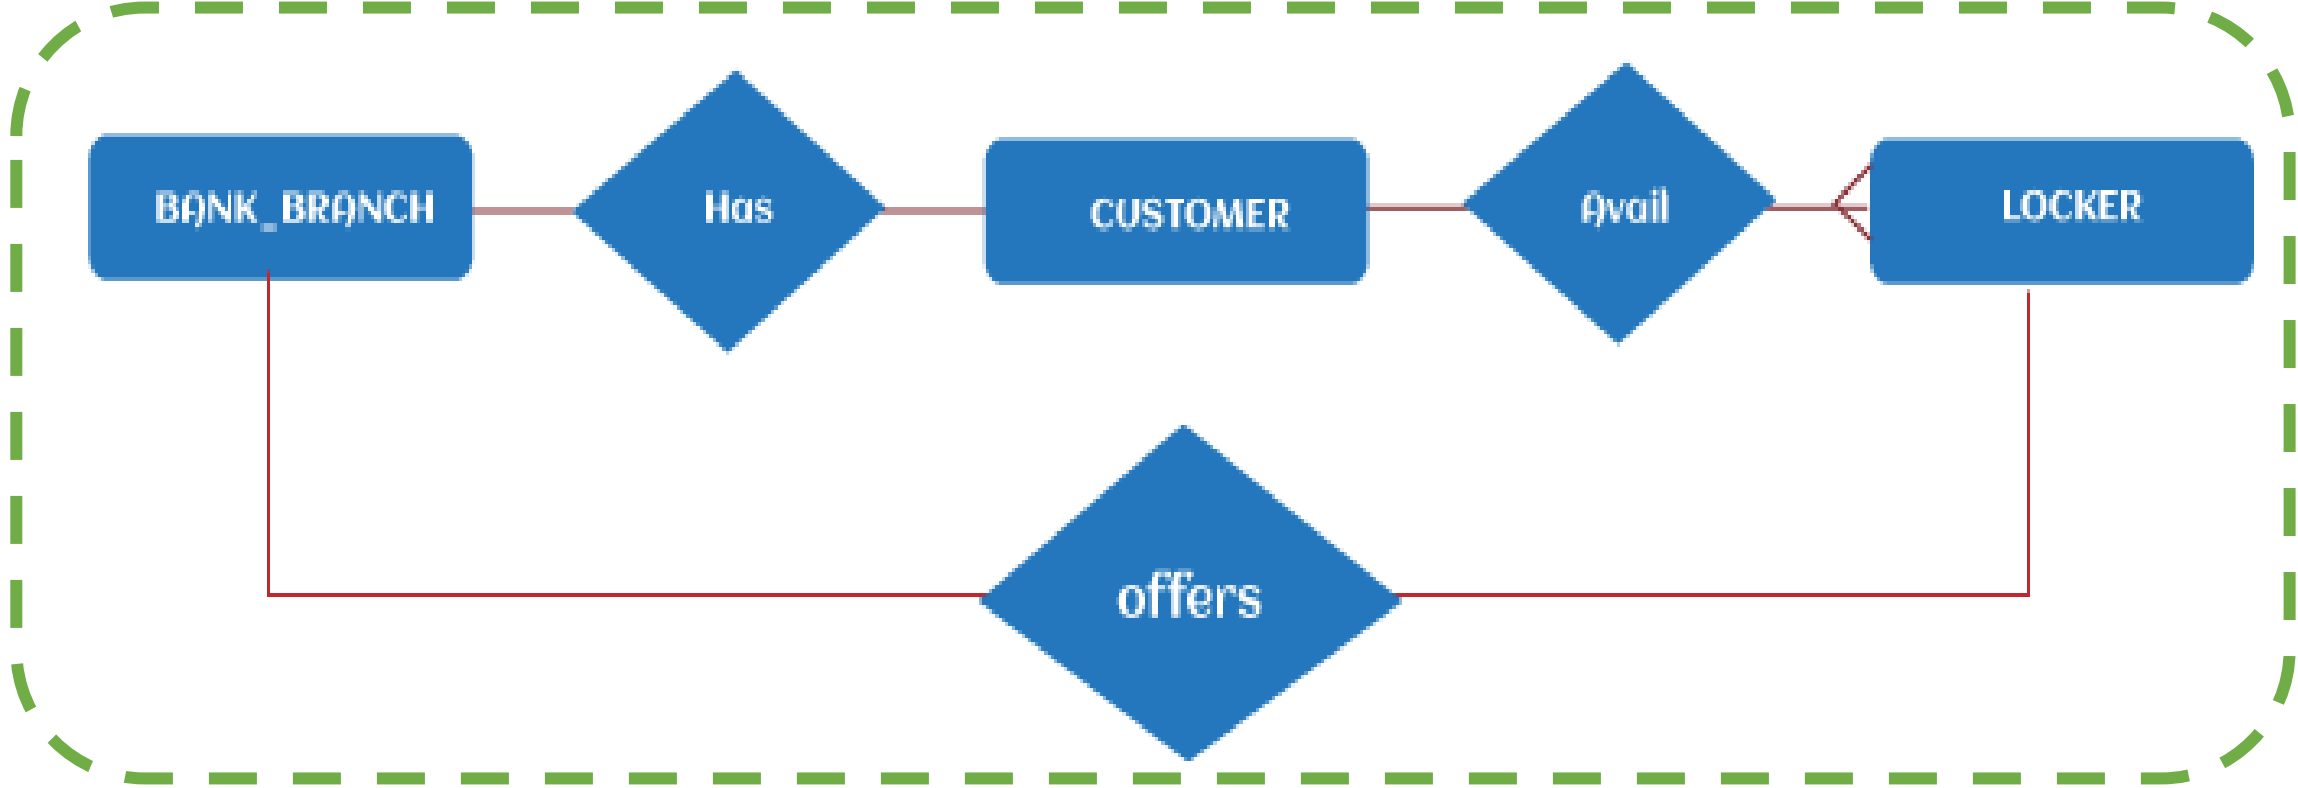 BANK_BRANCH
Has
CUSTOMER
Avail
LOCKER
offers